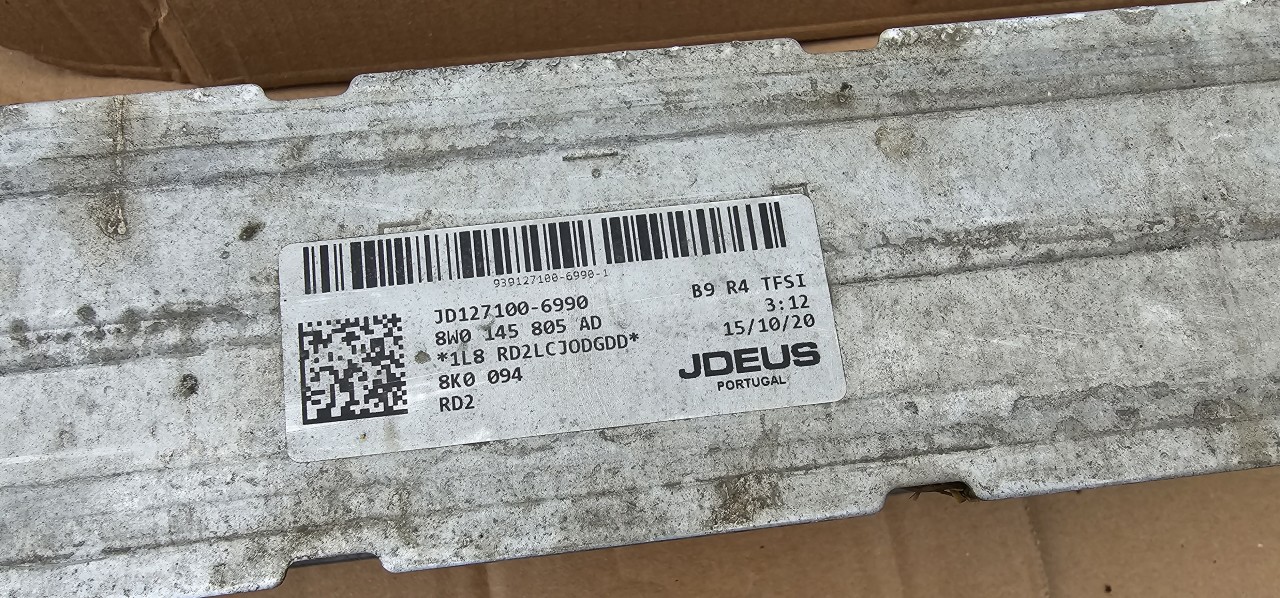 939127100-6990-1
JD127100-6990
8W0 145 805 AD
*1L8 RD2LCJODGDD*
8K0 094
RD2
B9 R4 TFSI
3:12
15/10/20
JDEUS
PORTUGAL